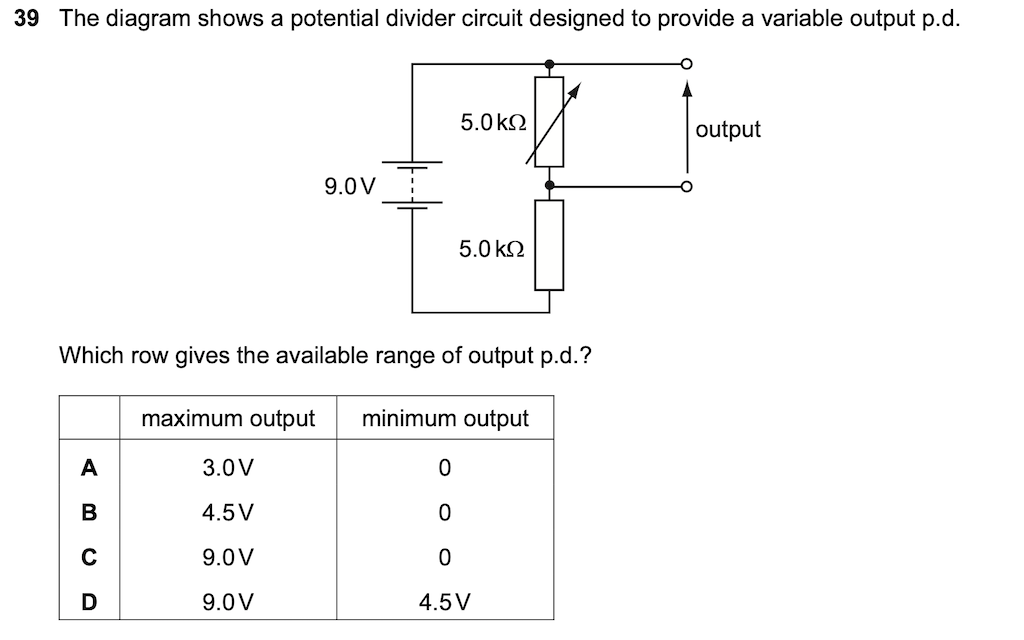 39 The diagram shows a potential divider circuit designed to provide a variable output p.d.
5.0 kΩ
output
9.0 V
5.0 kΩ
Which row gives the available range of output p.d.?
maximum output minimum output
A 3.0 V 0
B 4.5 V 0
C 9.0 V 0
D 9.0 V 4.5 V